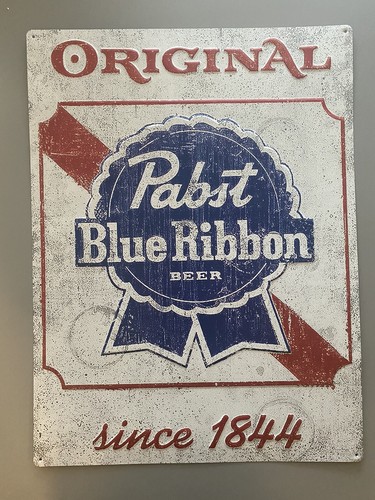 ORIGINAL
Pabst
Blue Ribbon
BEER
since 1844